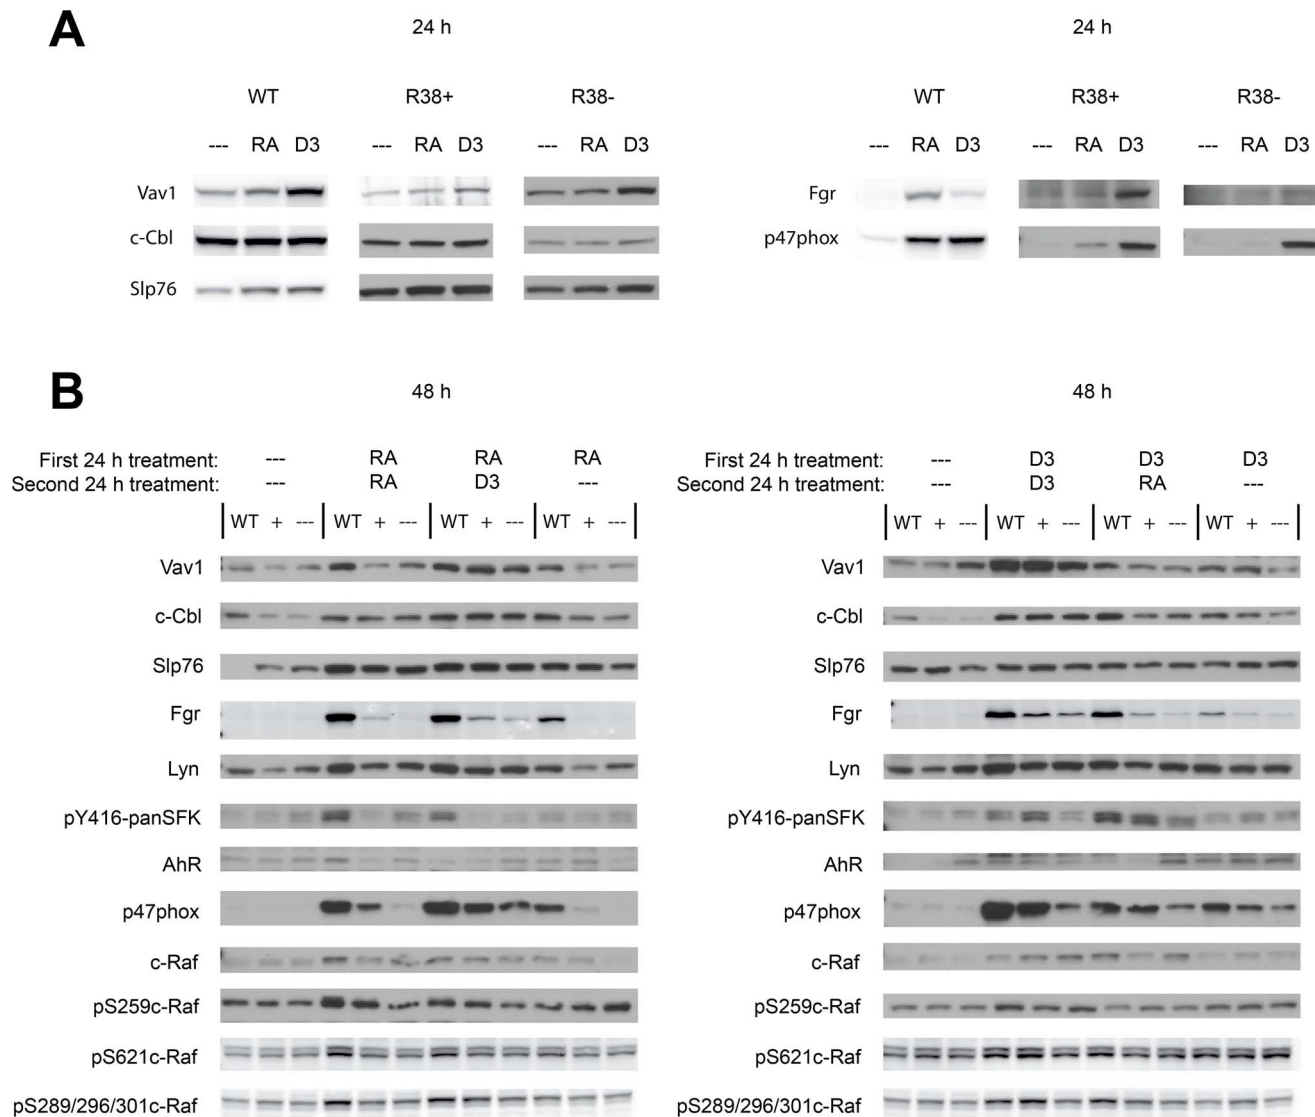 A
24 h
24 h
WT R38+ R38-
WT R38+ R38-
--- RA D3 --- RA D3 --- RA D3
--- RA D3 --- RA D3 --- RA D3
Vav1
Fgr
c-Cbl
p47phox
Slp76
B
48 h
48 h
First 24 h treatment: --- RA RA RA
Second 24 h treatment: --- RA D3 ---
First 24 h treatment: --- D3 D3 D3
Second 24 h treatment: --- D3 RA ---
WT + --- WT + --- WT + --- WT + ---
WT + --- WT + --- WT + --- WT + ---
Vav1
Vav1
c-Cbl
c-Cbl
Slp76
Slp76
Fgr
Fgr
Lyn
Lyn
pY416-panSFK
pY416-panSFK
AhR
AhR
p47phox
p47phox
c-Raf
c-Raf
pS259c-Raf
pS259c-Raf
pS621c-Raf
pS621c-Raf
pS289/296/301c-Raf
pS289/296/301c-Raf